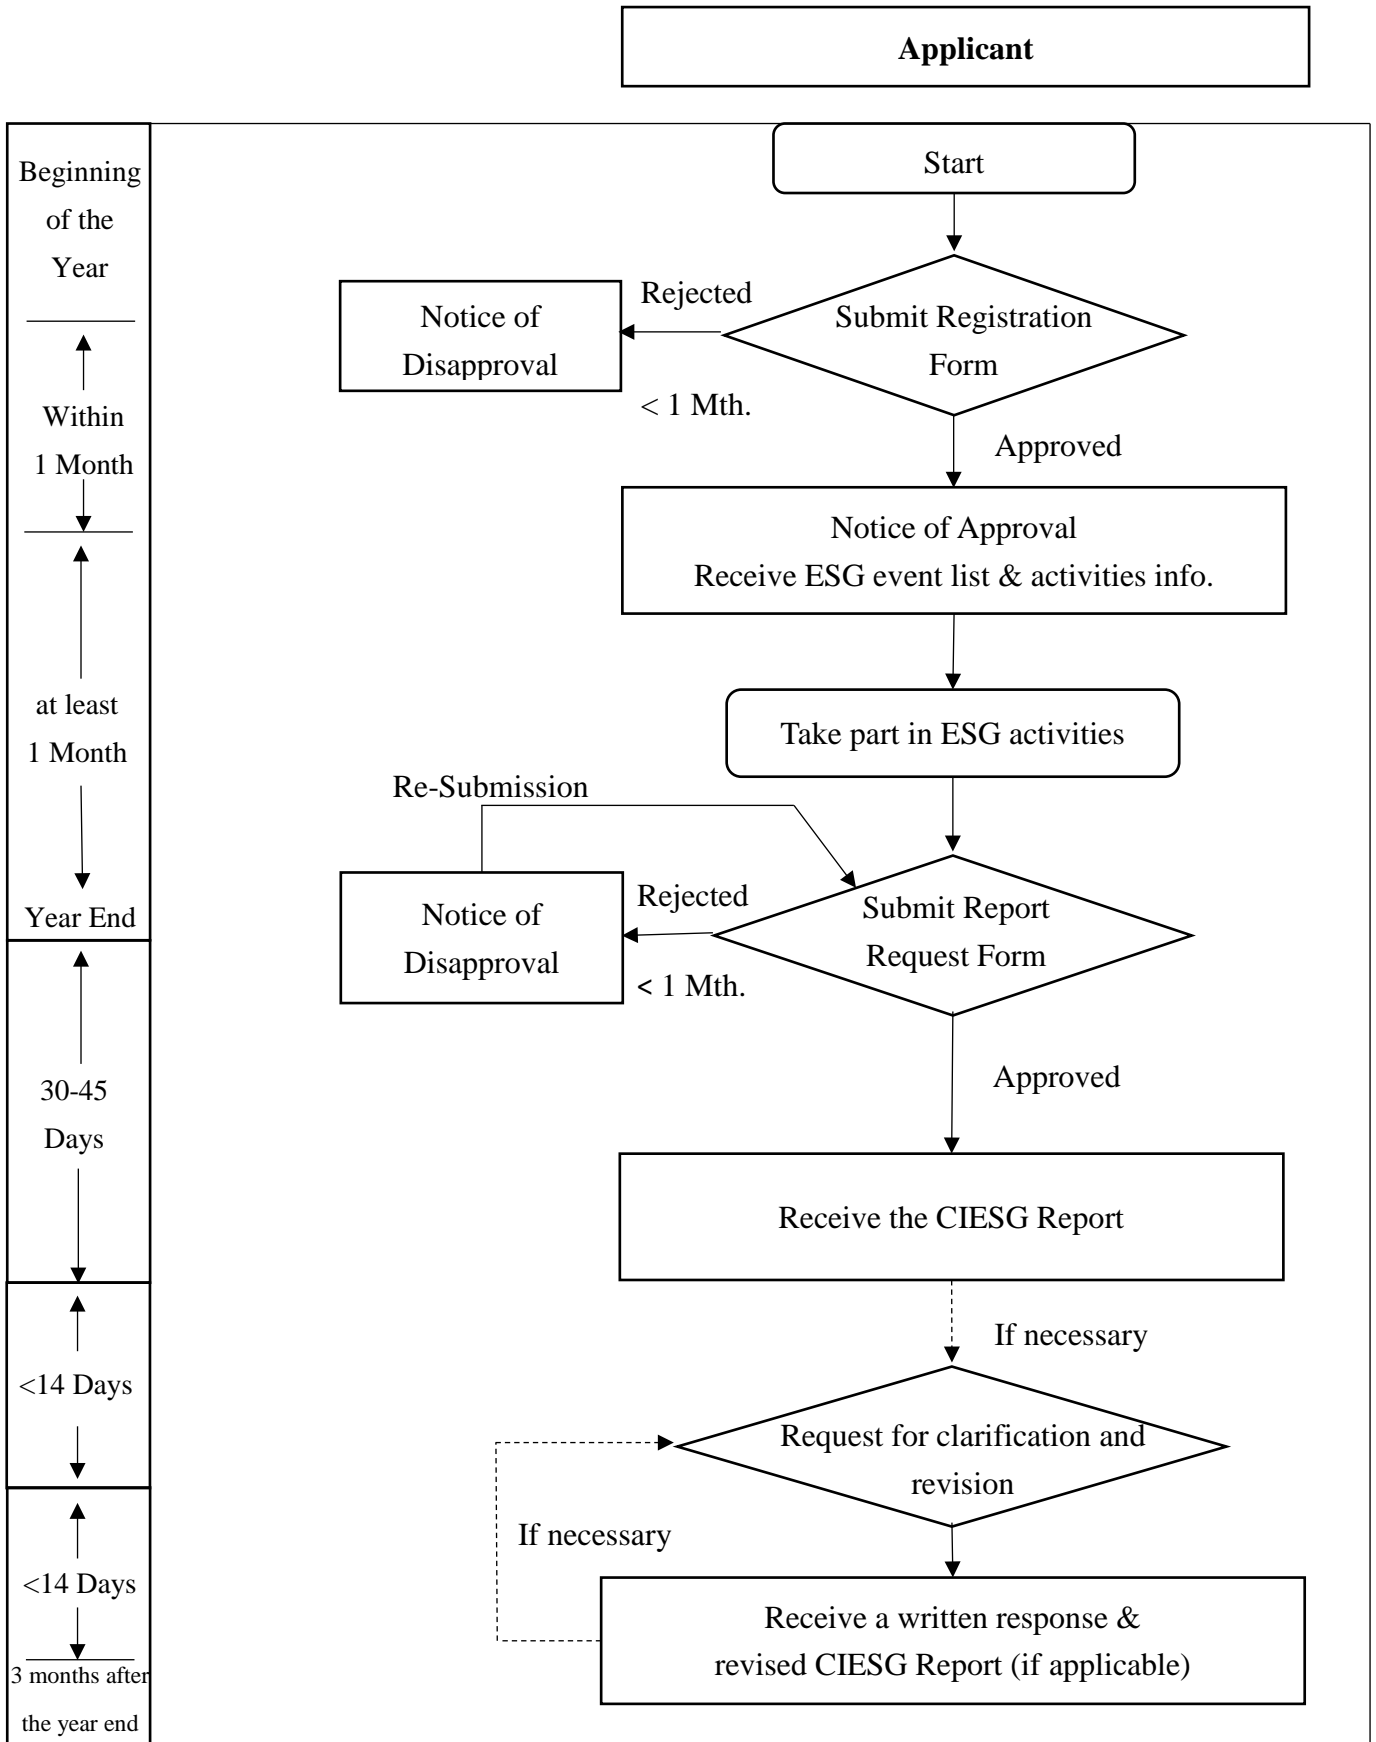 Applicant
Beginning
of the
Year
Start
Rejected
Notice of
Disapproval
Submit Registration
Form
< 1 Mth.
Within
1 Month
Approved
Notice of Approval
Receive ESG event list & activities info.
at least
1 Month
Take part in ESG activities
Re-Submission
Year End
Rejected
Notice of
Disapproval
Submit Report
Request Form
< 1 Mth.
30-45
Days
Approved
Receive the CIESG Report
If necessary
<14 Days
Request for clarification and
revision
If necessary
<14 Days
Receive a written response &
revised CIESG Report (if applicable)
3 months after
the year end